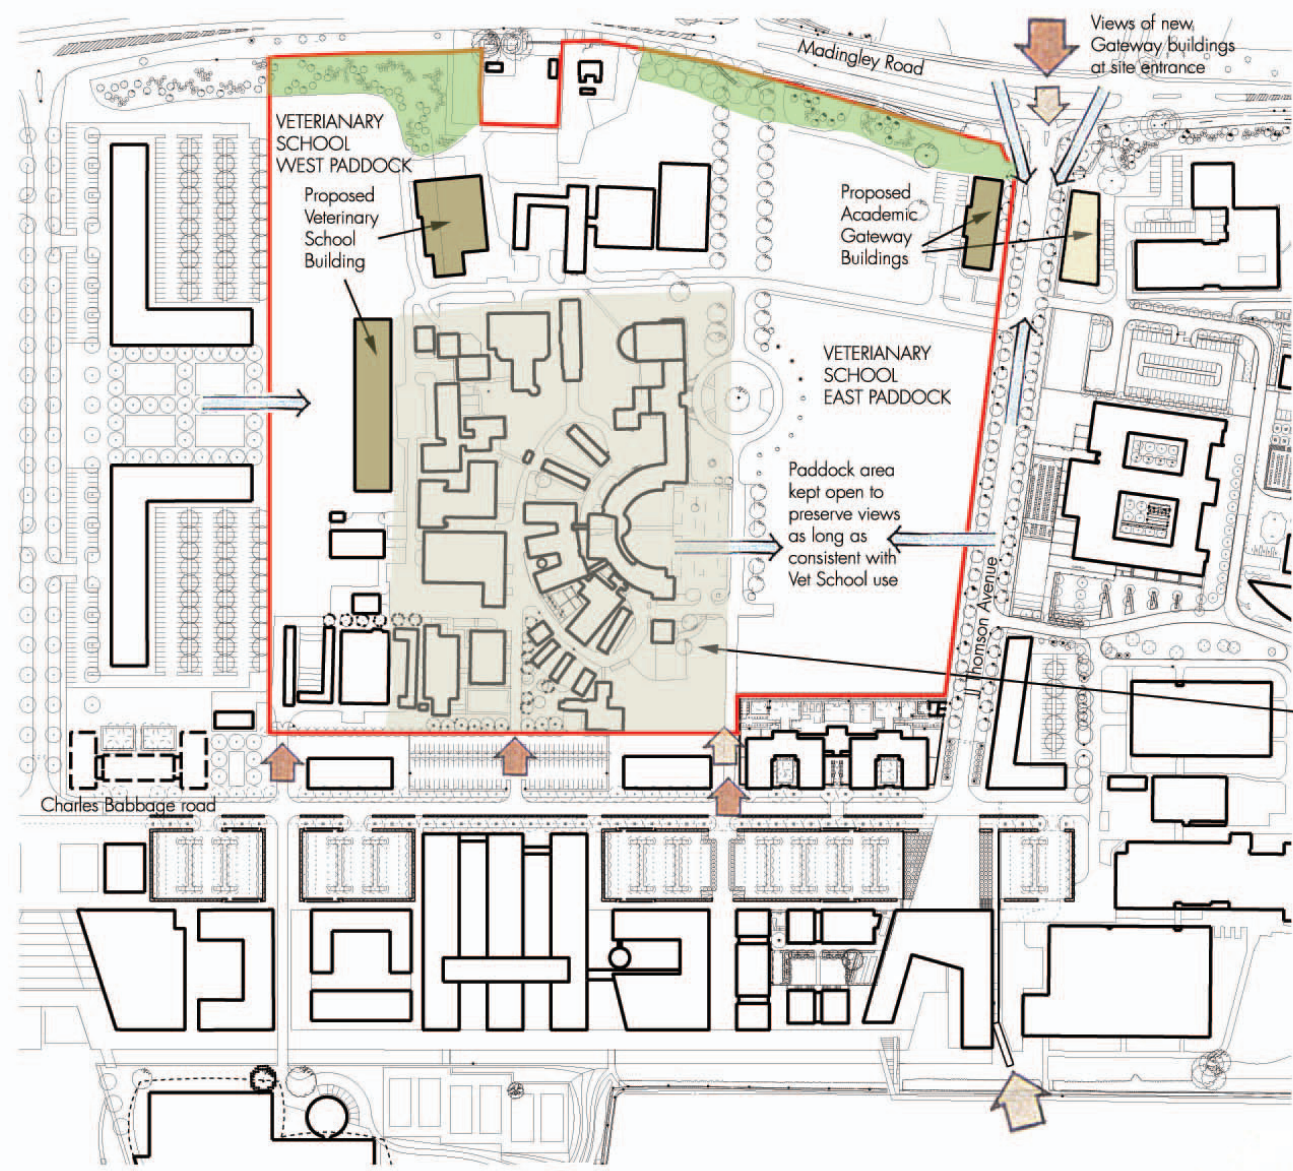 Views of new
Gateway buildings
at site entrance
Madingley Road
VETERIANARY
SCHOOL
WEST PADDOCK
Proposed
Veterinary
School
Building
Proposed
Academic
Gateway
Buildings
VETERIANARY
SCHOOL
EAST PADDOCK
Paddock area
kept open to
preserve views
as long as
consistent with
Vet School use
JJ Thomson Avenue
Charles Babbage road